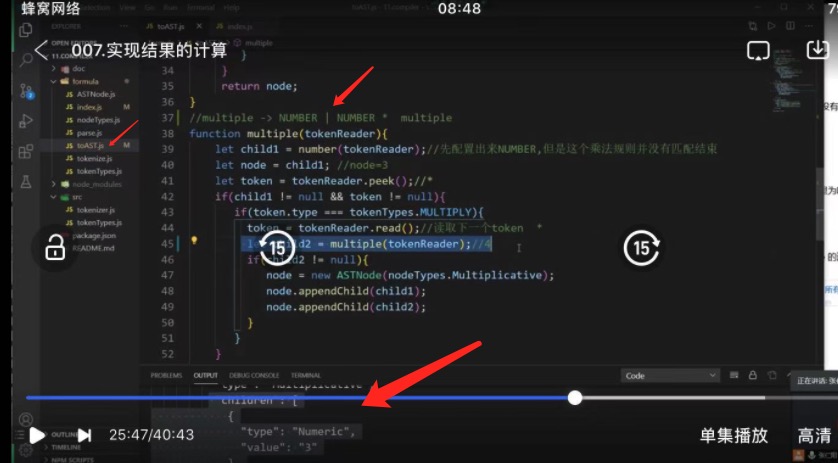 蜂窝网络
08:48
toAST.js
index.js
007.实现结果的计算
multiple
OPEN EDITORS
11.COMPILER
doc
formula
ASTNode.js
index.js M
nodeTypes.js
parse.js
toAST.js M
tokenize.js
tokenTypes.js
node_modules
src
tokenizer.js
tokenTypes.js
package.json
README.md
OUTLINE
TIMELINE
NPM SCRIPTS
}
34 }
35 return node;
36 }
37 //multiple -> NUMBER | NUMBER * multiple
38 function multiple(tokenReader){
39 let child1 = number(tokenReader);//先配置出来NUMBER,但是这个乘法规则并没有匹配结束
40 let node = child1; //node=3
41 let token = tokenReader.peek();//*
42 if(child1 != null && token != null){
43 if(token.type === tokenTypes.MULTIPLY){
44 token = tokenReader.read();//读取下一个token *
45 child2 = multiple(tokenReader);//4
46 if(child2 != null){
47 node = new ASTNode(nodeTypes.Multiplicative);
48 node.appendChild(child1);
49 node.appendChild(child2);
50 }
51 }
52 }
15
15
PROBLEMS OUTPUT DEBUG CONSOLE TERMINAL
Code
"type": "Multiplicative"
"children": [
{
"type": "Numeric",
"value": "3"
正在讲话:
25:47/40:43
单集播放
高清